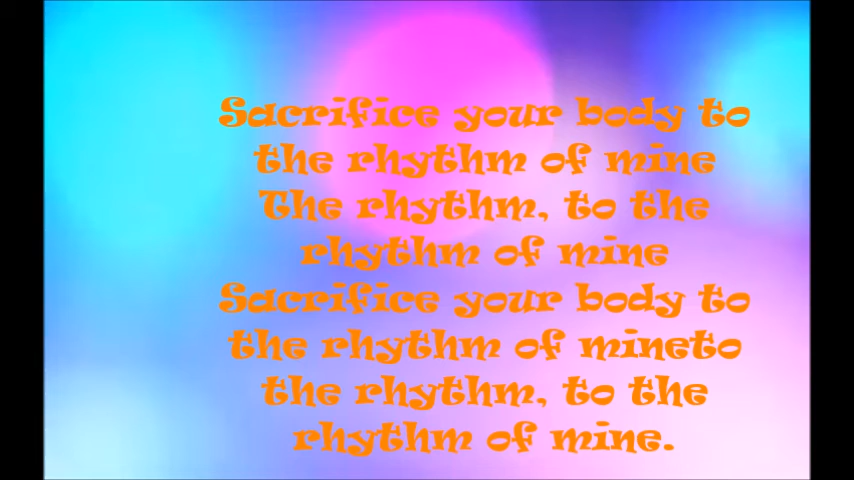 Sacrifice your body to
the rhythm of mine
The rhythm, to the
rhythm of mine
Sacrifice your body to
the rhythm of mineto
the rhythm, to the
rhythm of mine.